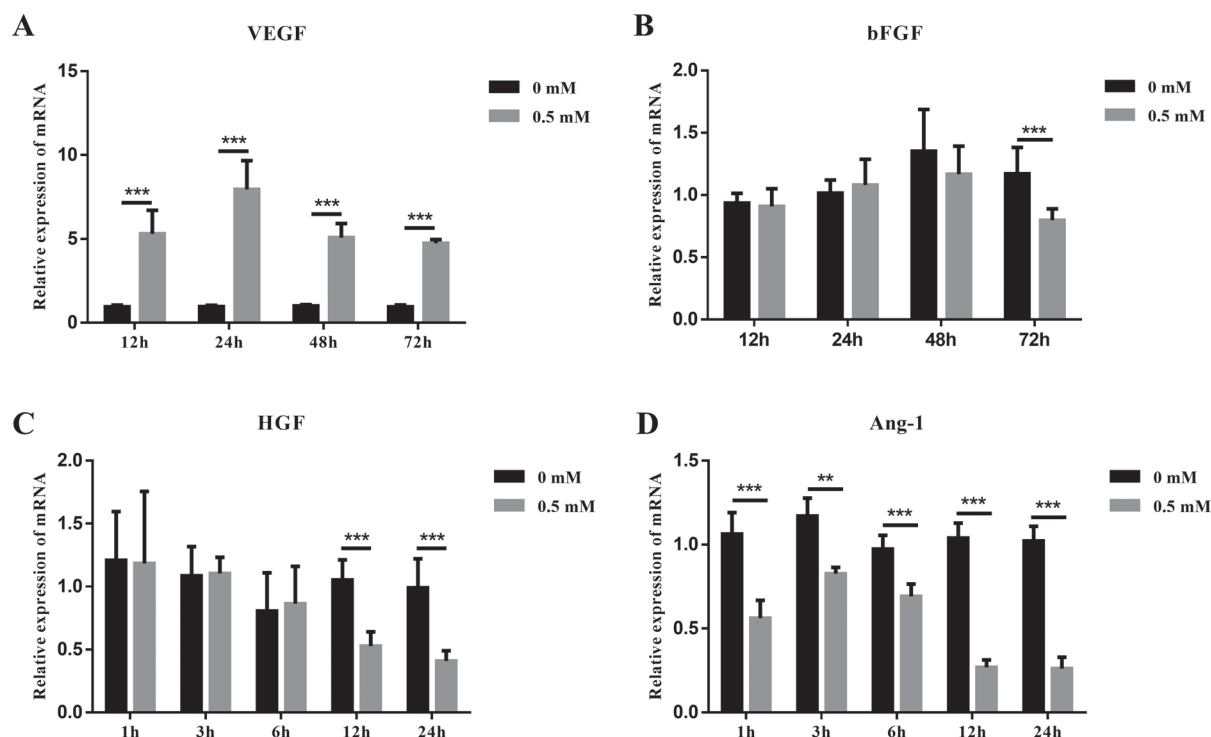 A
VEGF
Relative expression of mRNA
15
10
5
0
***
***
***
***
12h
24h
48h
72h
0 mM
0.5 mM
B
bFGF
Relative expression of mRNA
2.0
1.5
1.0
0.5
0.0
***
12h
24h
48h
72h
0 mM
0.5 mM
C
HGF
Relative expression of mRNA
2.0
1.5
1.0
0.5
0.0
***
***
1h
3h
6h
12h
24h
0 mM
0.5 mM
D
Ang-1
Relative expression of mRNA
1.5
1.0
0.5
0.0
***
**
***
***
***
1h
3h
6h
12h
24h
0 mM
0.5 mM